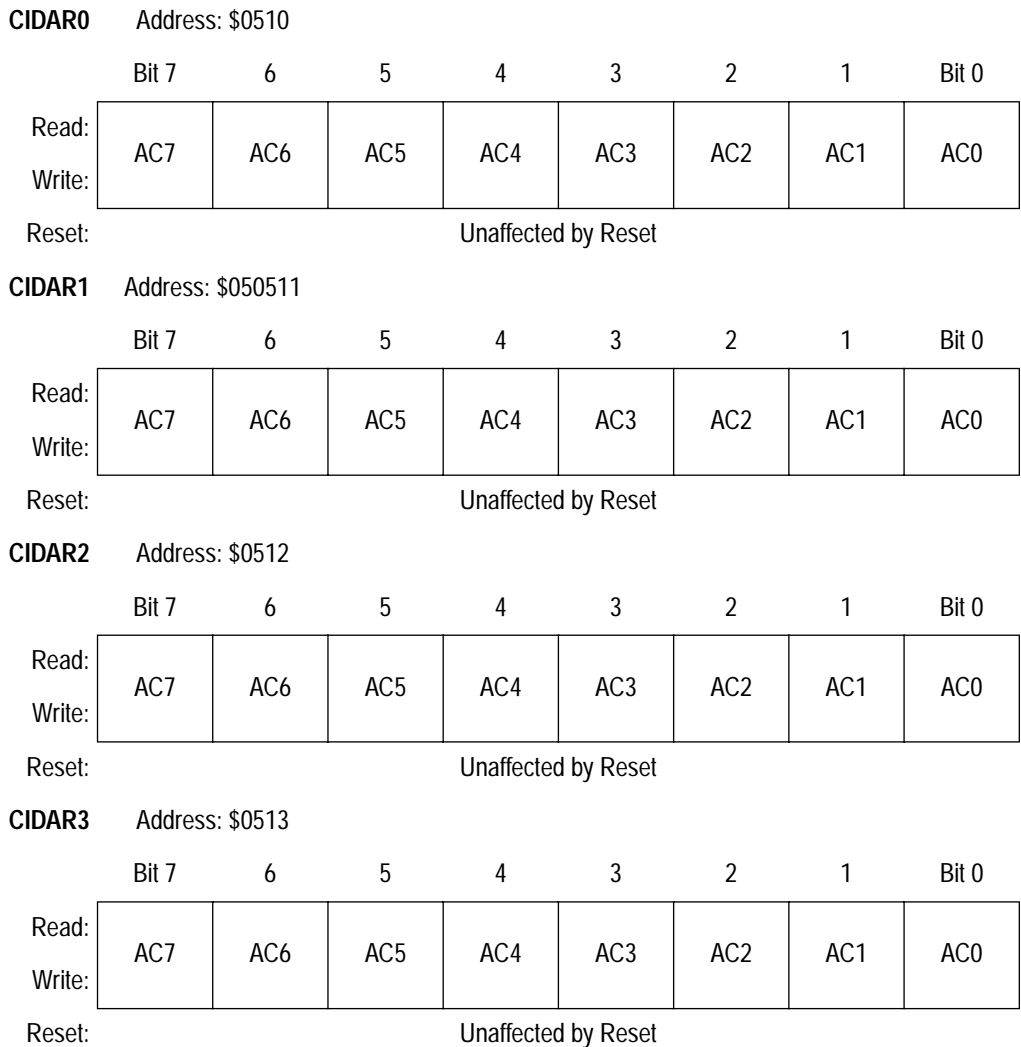 CIDAR0 Address: $0510
Bit 7 6 5 4 3 2 1 Bit 0
Read:
AC7 AC6 AC5 AC4 AC3 AC2 AC1 AC0
Write:
Reset: Unaffected by Reset
CIDAR1 Address: $050511
Bit 7 6 5 4 3 2 1 Bit 0
Read:
AC7 AC6 AC5 AC4 AC3 AC2 AC1 AC0
Write:
Reset: Unaffected by Reset
CIDAR2 Address: $0512
Bit 7 6 5 4 3 2 1 Bit 0
Read:
AC7 AC6 AC5 AC4 AC3 AC2 AC1 AC0
Write:
Reset: Unaffected by Reset
CIDAR3 Address: $0513
Bit 7 6 5 4 3 2 1 Bit 0
Read:
AC7 AC6 AC5 AC4 AC3 AC2 AC1 AC0
Write:
Reset: Unaffected by Reset